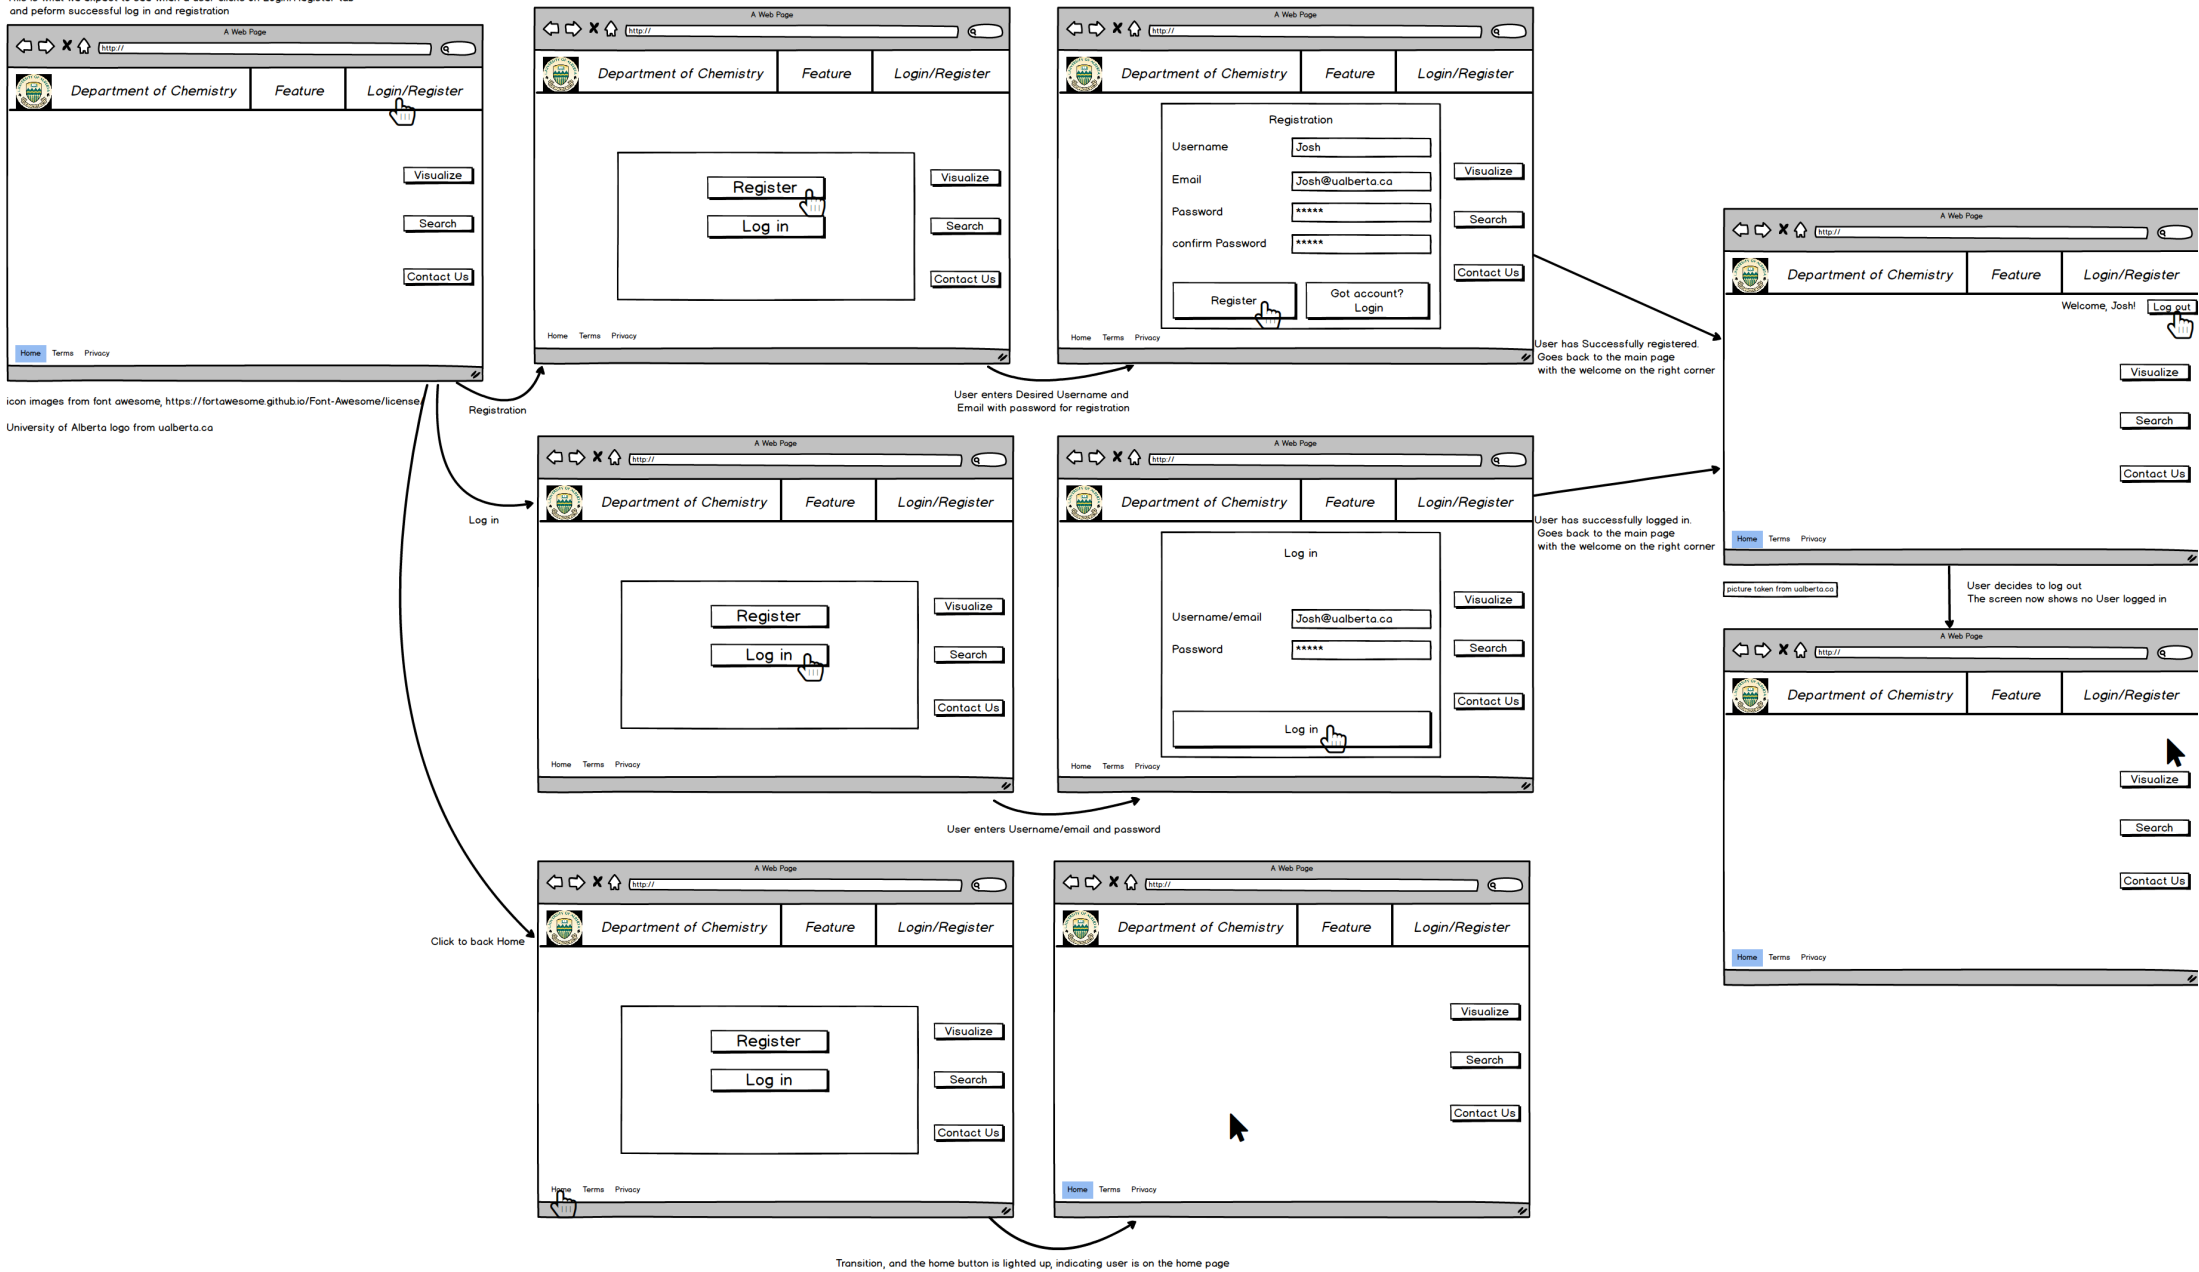 and peform successful log in and registration
A Web Page
http://
Department of Chemistry
Feature
Login/Register
Visualize
Search
Contact Us
Home
Terms
Privacy
icon images from font awesome, https://fortawesome.github.io/Font-Awesome/license/
University of Alberta logo from ualberta.ca
Registration
Log in
Click to back Home
A Web Page
http://
Department of Chemistry
Feature
Login/Register
Register
Log in
Visualize
Search
Contact Us
Home
Terms
Privacy
User enters Desired Username and
Email with password for registration
A Web Page
http://
Department of Chemistry
Feature
Login/Register
Registration
Username
Josh
Email
Josh@ualberta.ca
Password
*****
confirm Password
*****
Register
Got account?
Login
Visualize
Search
Contact Us
Home
Terms
Privacy
User has Successfully registered.
Goes back to the main page
with the welcome on the right corner
A Web Page
http://
Department of Chemistry
Feature
Login/Register
Register
Log in
Visualize
Search
Contact Us
Home
Terms
Privacy
User enters Username/email and password
A Web Page
http://
Department of Chemistry
Feature
Login/Register
Log in
Username/email
Josh@ualberta.ca
Password
*****
Log in
Visualize
Search
Contact Us
Home
Terms
Privacy
User has successfully logged in.
Goes back to the main page
with the welcome on the right corner
A Web Page
http://
Department of Chemistry
Feature
Login/Register
Welcome, Josh!
Log out
Visualize
Search
Contact Us
Home
Terms
Privacy
picture taken from ualberta.ca
User decides to log out
The screen now shows no User logged in
A Web Page
http://
Department of Chemistry
Feature
Login/Register
Visualize
Search
Contact Us
Home
Terms
Privacy
A Web Page
http://
Department of Chemistry
Feature
Login/Register
Register
Log in
Visualize
Search
Contact Us
Home
Terms
Privacy
A Web Page
http://
Department of Chemistry
Feature
Login/Register
Visualize
Search
Contact Us
Home
Terms
Privacy
Transition, and the home button is lighted up, indicating user is on the home page